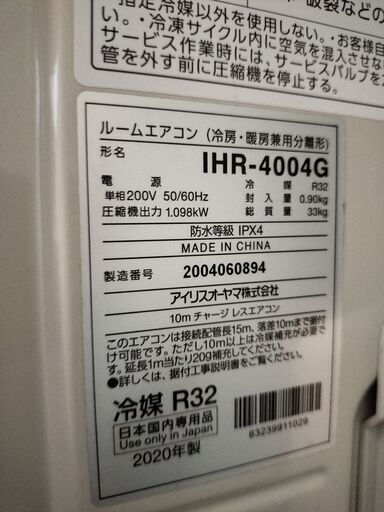 指定冷媒以外を使用しない。
い。・冷凍サイクル内に空気を混入させな
サービス作業時には、サービスバルブ
管を外す前に圧縮機を停止する。
ルームエアコン（冷房・暖房兼用分離形）
形名 IHR-4004G
電源 冷媒 R32
単相200V 50/60Hz 封入量 0.90kg
圧縮機出力 1.098kW 総質量 33kg
防水等級 IPX4
MADE IN CHINA
製造番号 2004060894
アイリスオーヤマ株式会社
10mチャージレスエアコン
このエアコンは接続配管長15m、落差10mまで据付
け可能です。ただし10m以上は冷媒補充が必要で
す。延長1m当たり20g補充してください。
●詳しくは、据付工事説明書をご覧ください。
冷媒 R32
日本国内専用品
Use only in Japan
2020年製
63239911029